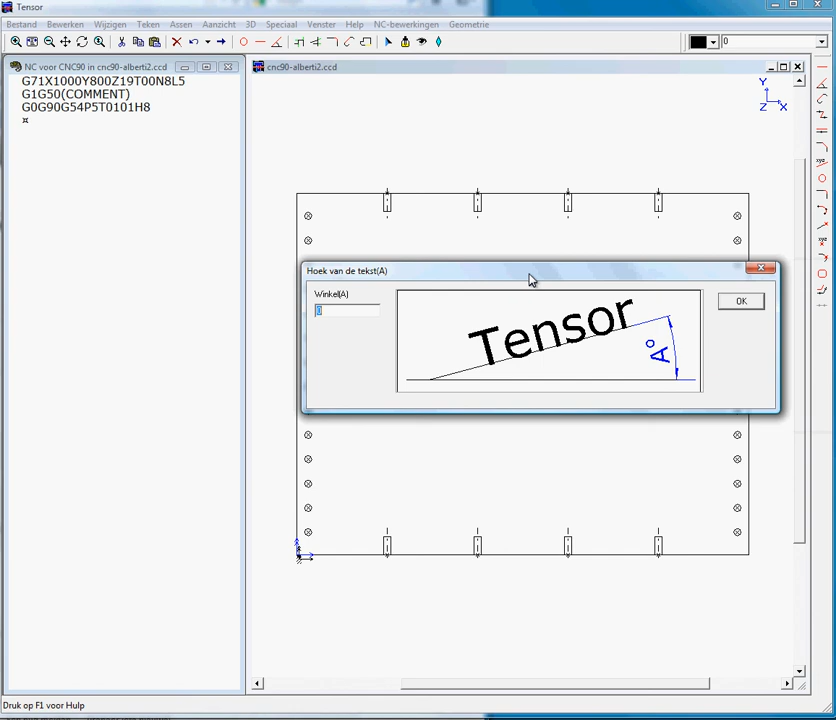 Tensor
Bestand Bewerken Wijzigen Teken Assen Aanzicht 3D Speciaal Venster Help NC-bewerkingen Geometrie
0
NC voor CNC90 in cnc90-alberti2.ccd
G71X1000Y800Z19T00N8L5
G1G50(COMMENT)
G0G90G54P5T0101H8
cnc90-alberti2.ccd
Y
Z X
Hoek van de tekst(A)
Winkel(A)
0
Tensor
A°
OK
Druk op F1 voor Hulp